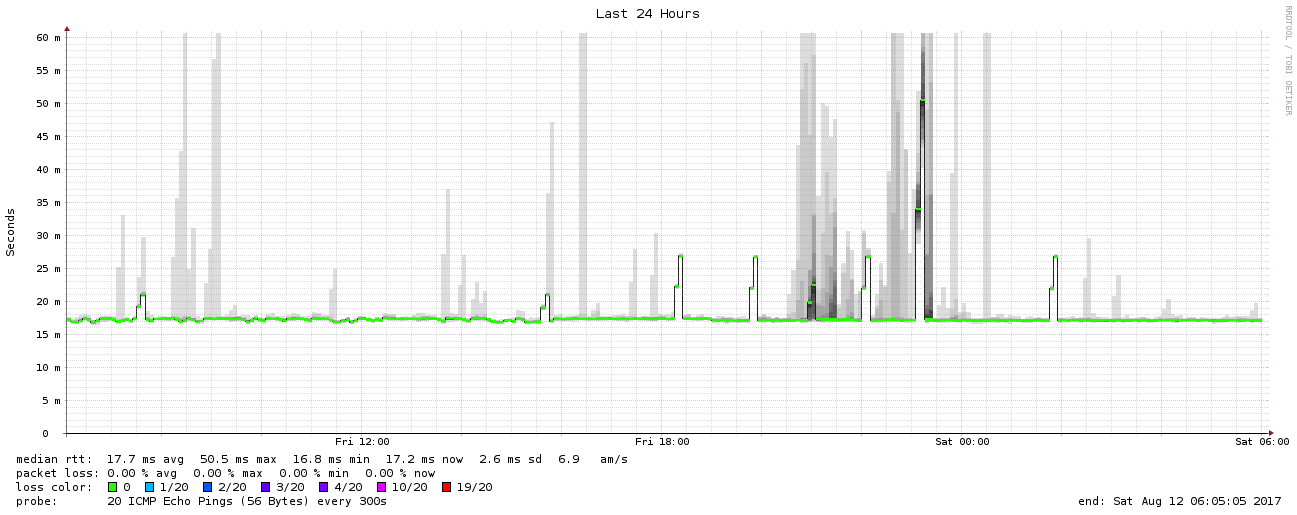 Last 24 Hours
RRDTOOL / TOBI OETIKER
60 m
55 m
50 m
45 m
40 m
35 m
30 m
25 m
20 m
15 m
10 m
5 m
0
Seconds
Fri 12:00 Fri 18:00 Sat 00:00 Sat 06:00
median rtt: 17.7 ms avg 50.5 ms max 16.8 ms min 17.2 ms now 2.6 ms sd 6.9 am/s
packet loss: 0.00 % avg 0.00 % max 0.00 % min 0.00 % now
loss color: 0 1/20 2/20 3/20 4/20 10/20 19/20
probe: 20 ICMP Echo Pings (56 Bytes) every 300s end: Sat Aug 12 06:05:05 2017